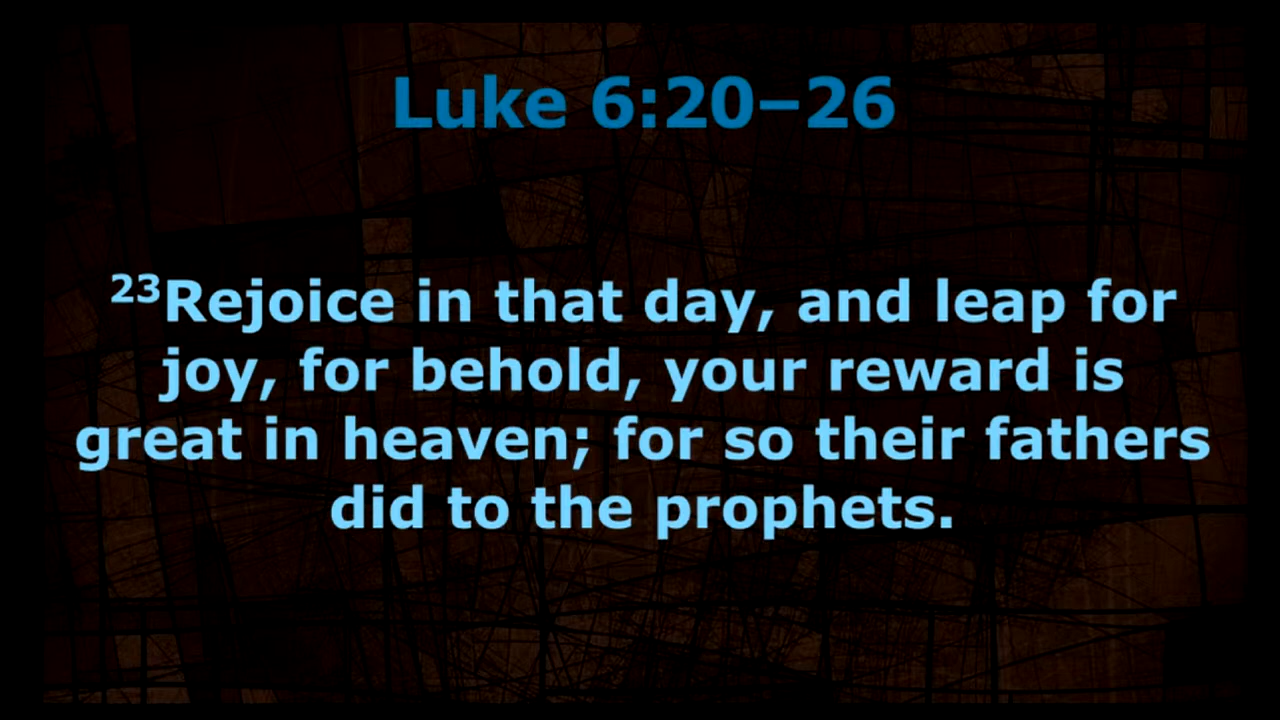 Luke 6:20–26
23Rejoice in that day, and leap for
joy, for behold, your reward is
great in heaven; for so their fathers
did to the prophets.